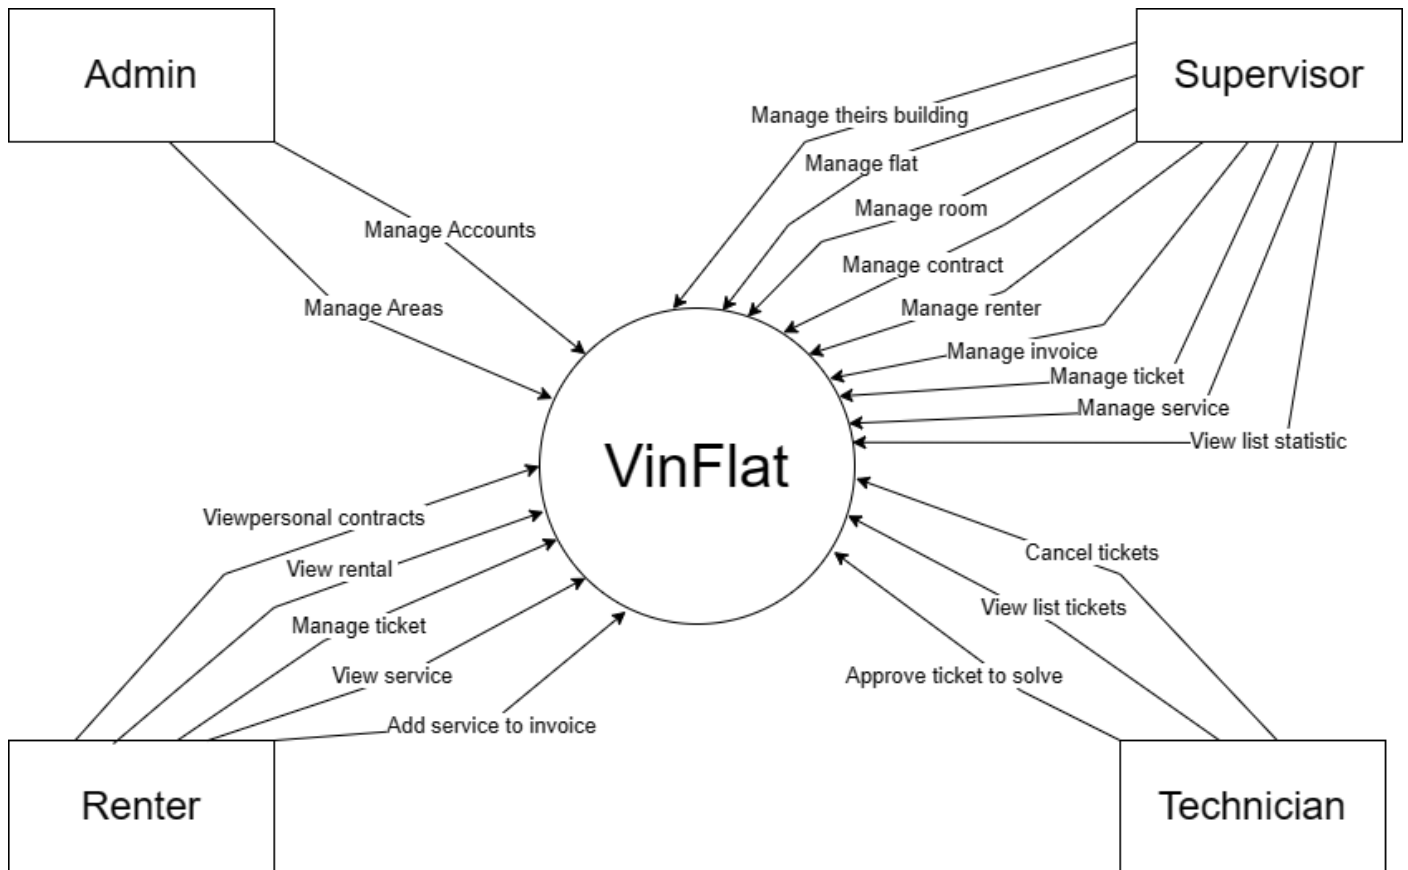 Admin
Supervisor
Manage theirs building
Manage flat
Manage room
Manage Accounts
Manage contract
Manage Areas
Manage renter
Manage invoice
Manage ticket
Manage service
View list statistic
VinFlat
Viewpersonal contracts
View rental
Manage ticket
View service
Add service to invoice
Cancel tickets
View list tickets
Approve ticket to solve
Renter
Technician